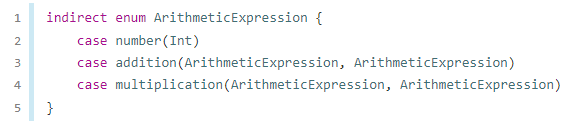 1 indirect enum ArithmeticExpression {
2     case number(Int)
3     case addition(ArithmeticExpression, ArithmeticExpression)
4     case multiplication(ArithmeticExpression, ArithmeticExpression)
5 }